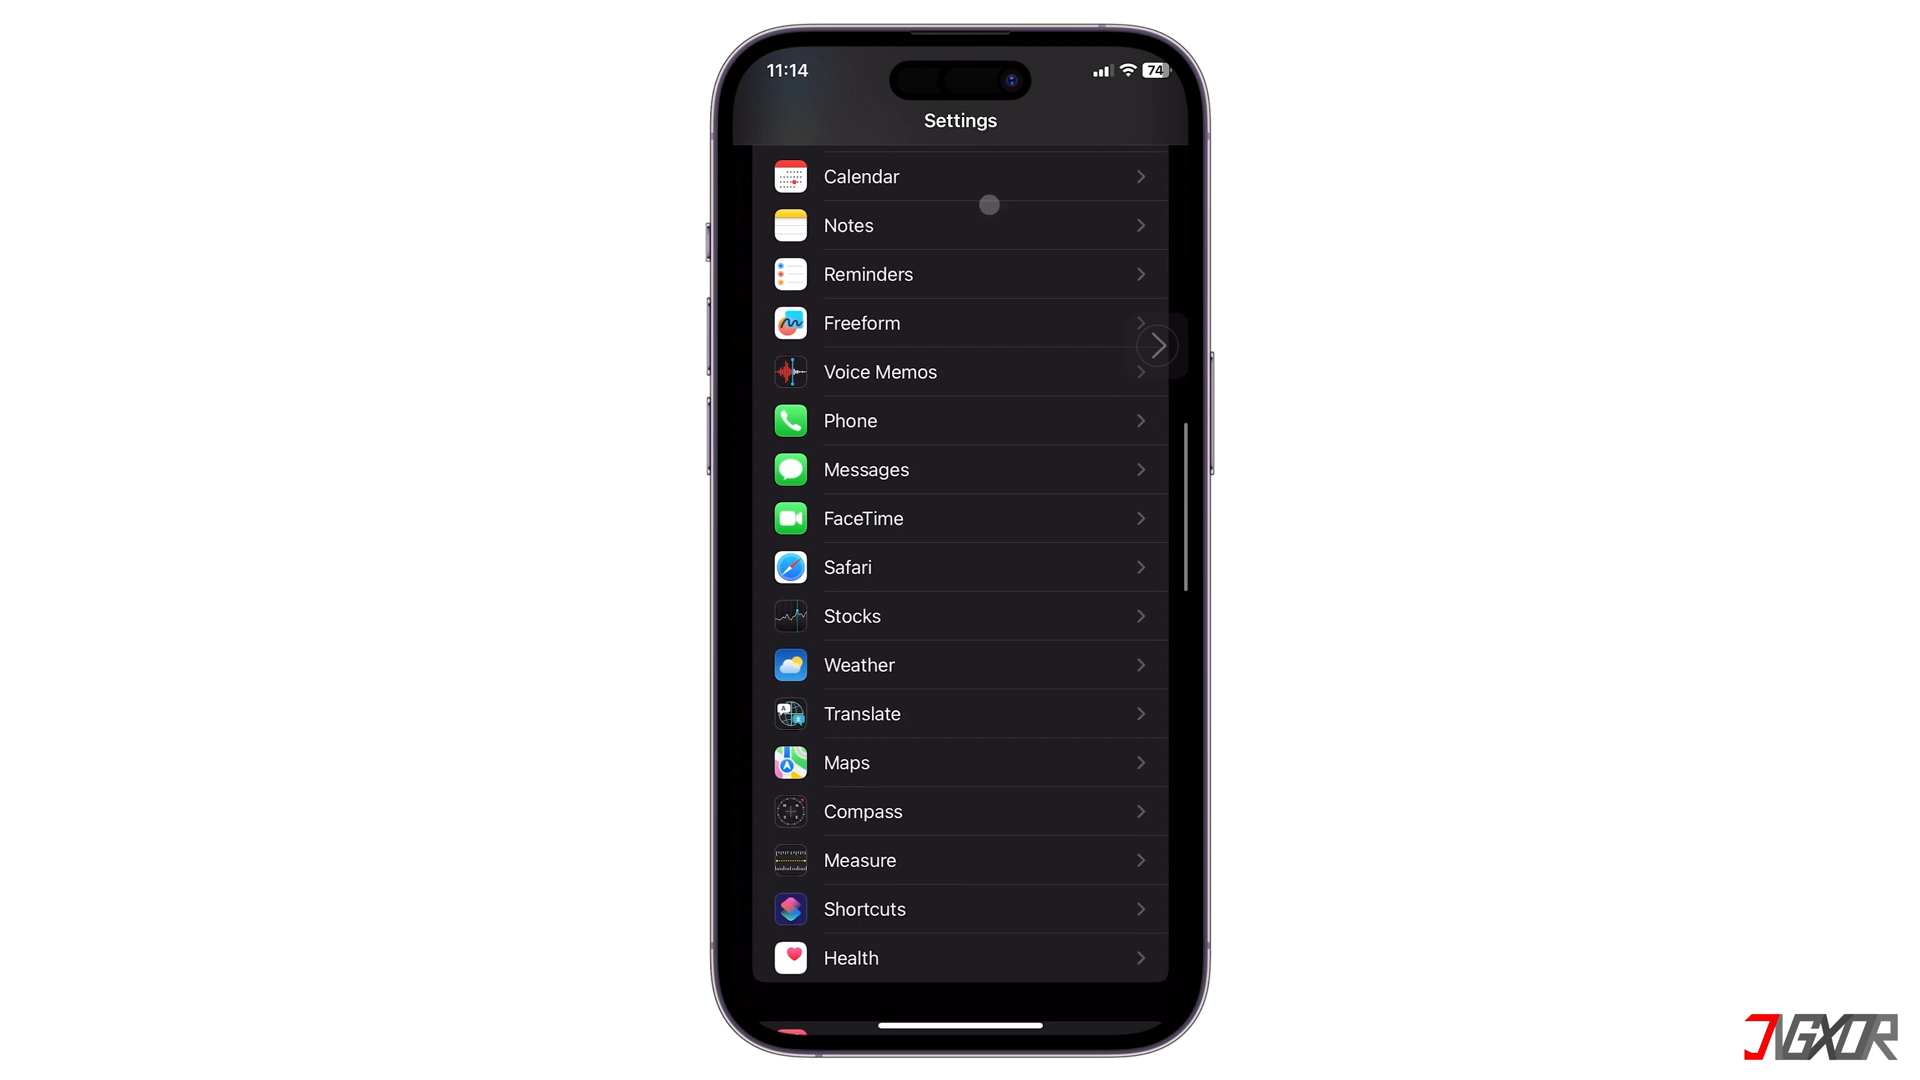 11:14
74
Settings
Calendar
Notes
Reminders
Freeform
Voice Memos
Phone
Messages
FaceTime
Safari
Stocks
Weather
Translate
Maps
Compass
Measure
Shortcuts
Health
JVGXOR